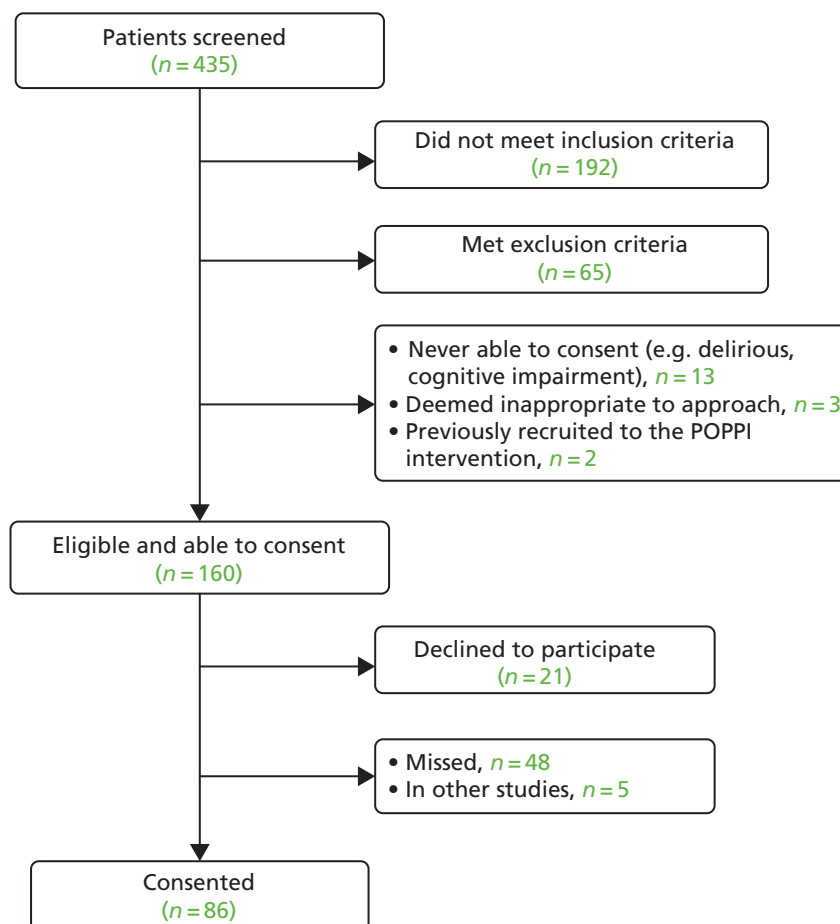 Patients screened
(n = 435)
Did not meet inclusion criteria
(n = 192)
Met exclusion criteria
(n = 65)
• Never able to consent (e.g. delirious,
cognitive impairment), n = 13
• Deemed inappropriate to approach, n = 3
• Previously recruited to the POPPI
intervention, n = 2
Eligible and able to consent
(n = 160)
Declined to participate
(n = 21)
• Missed, n = 48
• In other studies, n = 5
Consented
(n = 86)